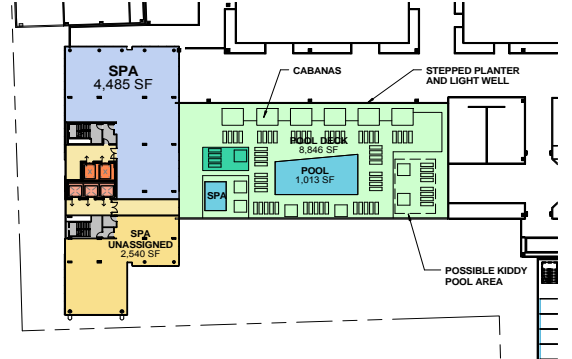 SPA
4,485 SF
CABANAS
STEPPED PLANTER
AND LIGHT WELL
POOL DECK
8,846 SF
POOL
1,013 SF
SPA
SPA
UNASSIGNED
2,540 SF
POSSIBLE KIDDY
POOL AREA